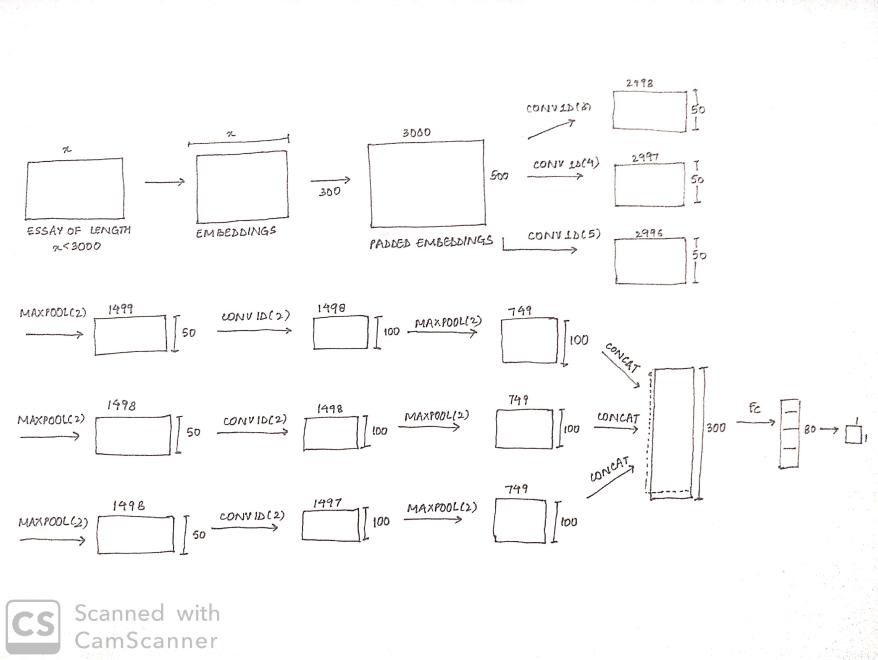 x
ESSAY OF LENGTH
x<3000
x
EMBEDDINGS
300
3000
500
PADDED EMBEDDINGS
CONV1D(3)
2998
50
CONV 1D(4)
2997
50
CONV 1D(5)
2996
50
MAXPOOL(2)
1499
50
CONV1D(2)
1498
100
MAXPOOL(2)
749
100
CONCAT
MAXPOOL(2)
1498
50
CONV1D(2)
1498
100
MAXPOOL(2)
749
100
CONCAT
MAXPOOL(2)
1498
50
CONV1D(2)
1497
100
MAXPOOL(2)
749
100
CONCAT
300
FC
80
1
1
CS
Scanned with
CamScanner